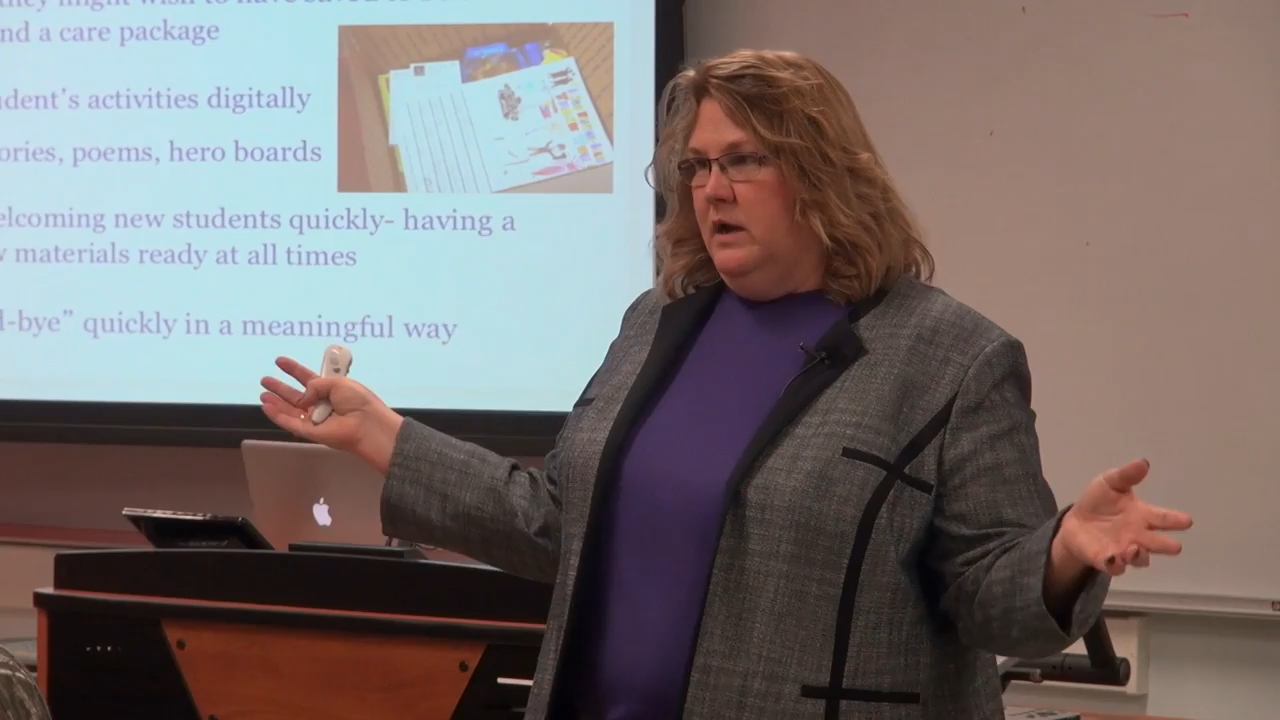 nd a care package
dent's activities digitally
ories, poems, hero boards
elcoming new students quickly- having a
materials ready at all times
-bye" quickly in a meaningful way